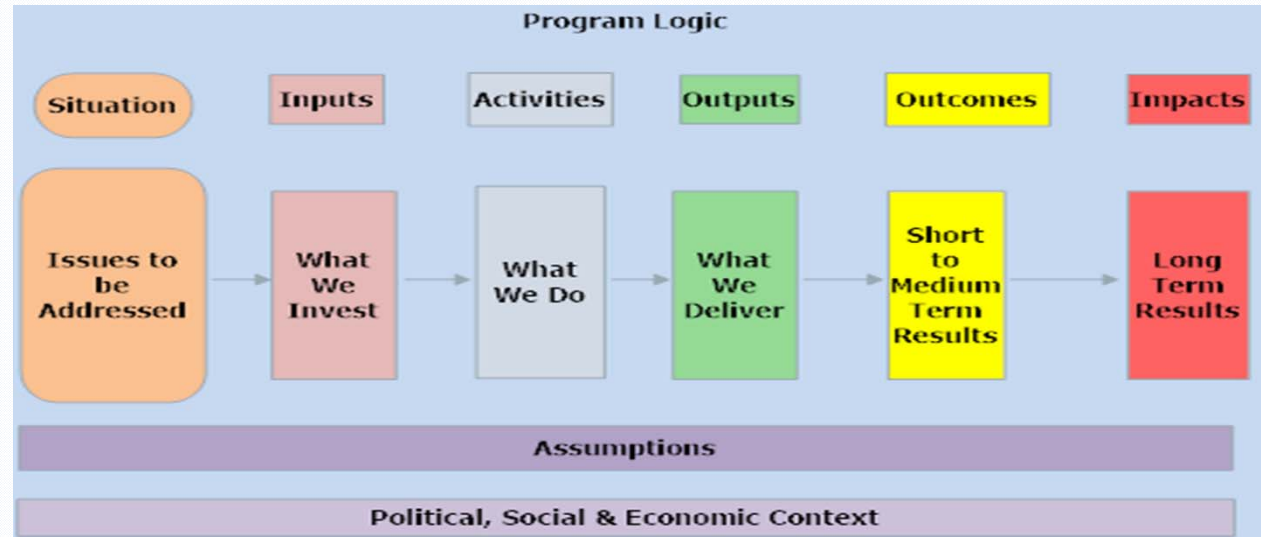 Program Logic
Situation
Inputs
Activities
Outputs
Outcomes
Impacts
Issues to
be
Addressed
What
We
Invest
What
We Do
What
We
Deliver
Short
to
Medium
Term
Results
Long
Term
Results
Assumptions
Political, Social & Economic Context